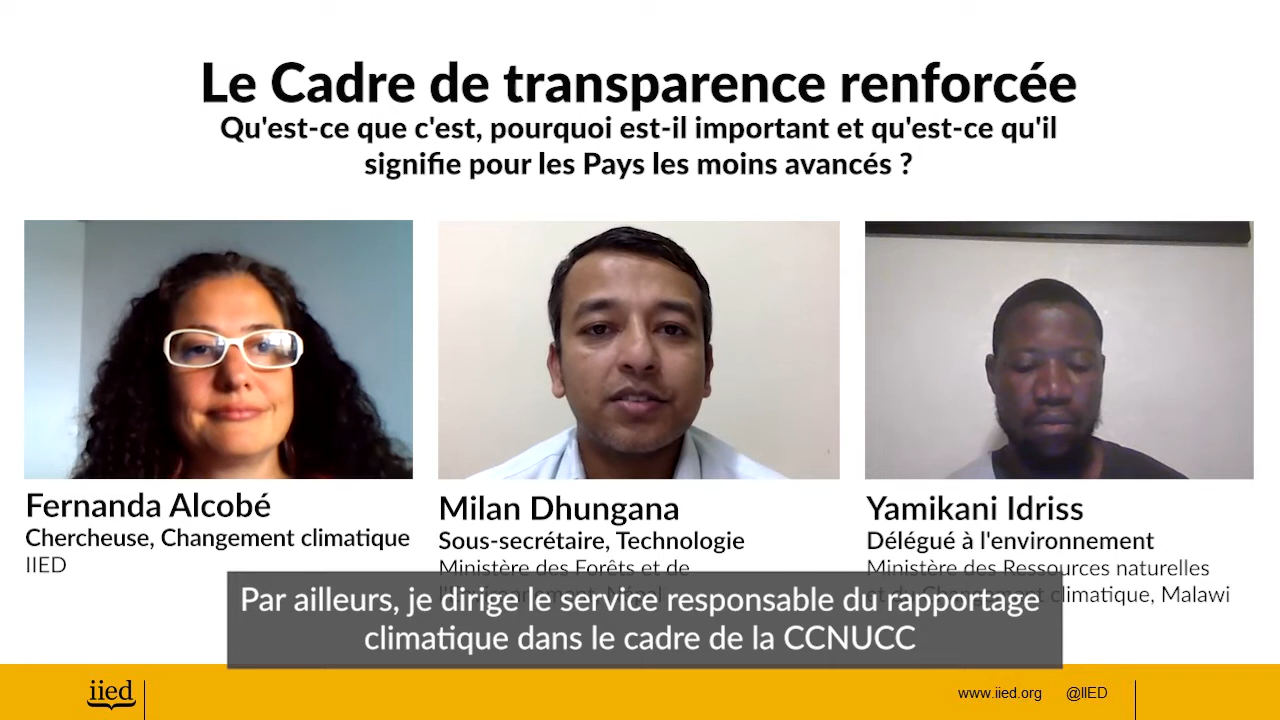 Le Cadre de transparence renforcée
Qu'est-ce que c'est, pourquoi est-il important et qu'est-ce qu'il
signifie pour les Pays les moins avancés ?
Fernanda Alcobé
Chercheuse, Changement climatique
IIED
Milan Dhungana
Sous-secrétaire, Technologie
Ministère des Forêts et de
Yamikani Idriss
Délégué à l'environnement
Ministère des Ressources naturelles
et du Changement climatique, Malawi
Par ailleurs, je dirige le service responsable du rapportage
climatique dans le cadre de la CCNUCC
iied
www.iied.org @IIED